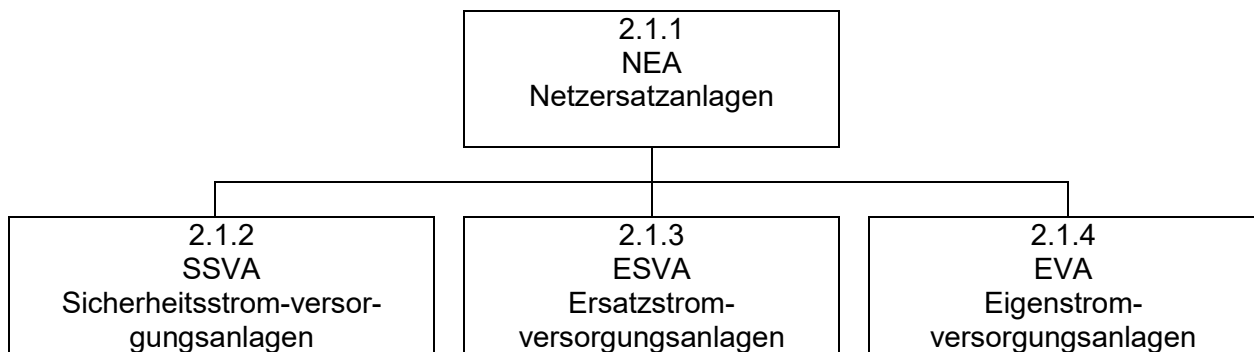 2.1.1
NEA
Netzersatzanlagen
2.1.2
SSVA
Sicherheitsstrom-versor-
gungsanlagen
2.1.3
ESVA
Ersatzstrom-
versorgungsanlagen
2.1.4
EVA
Eigenstrom-
versorgungsanlagen